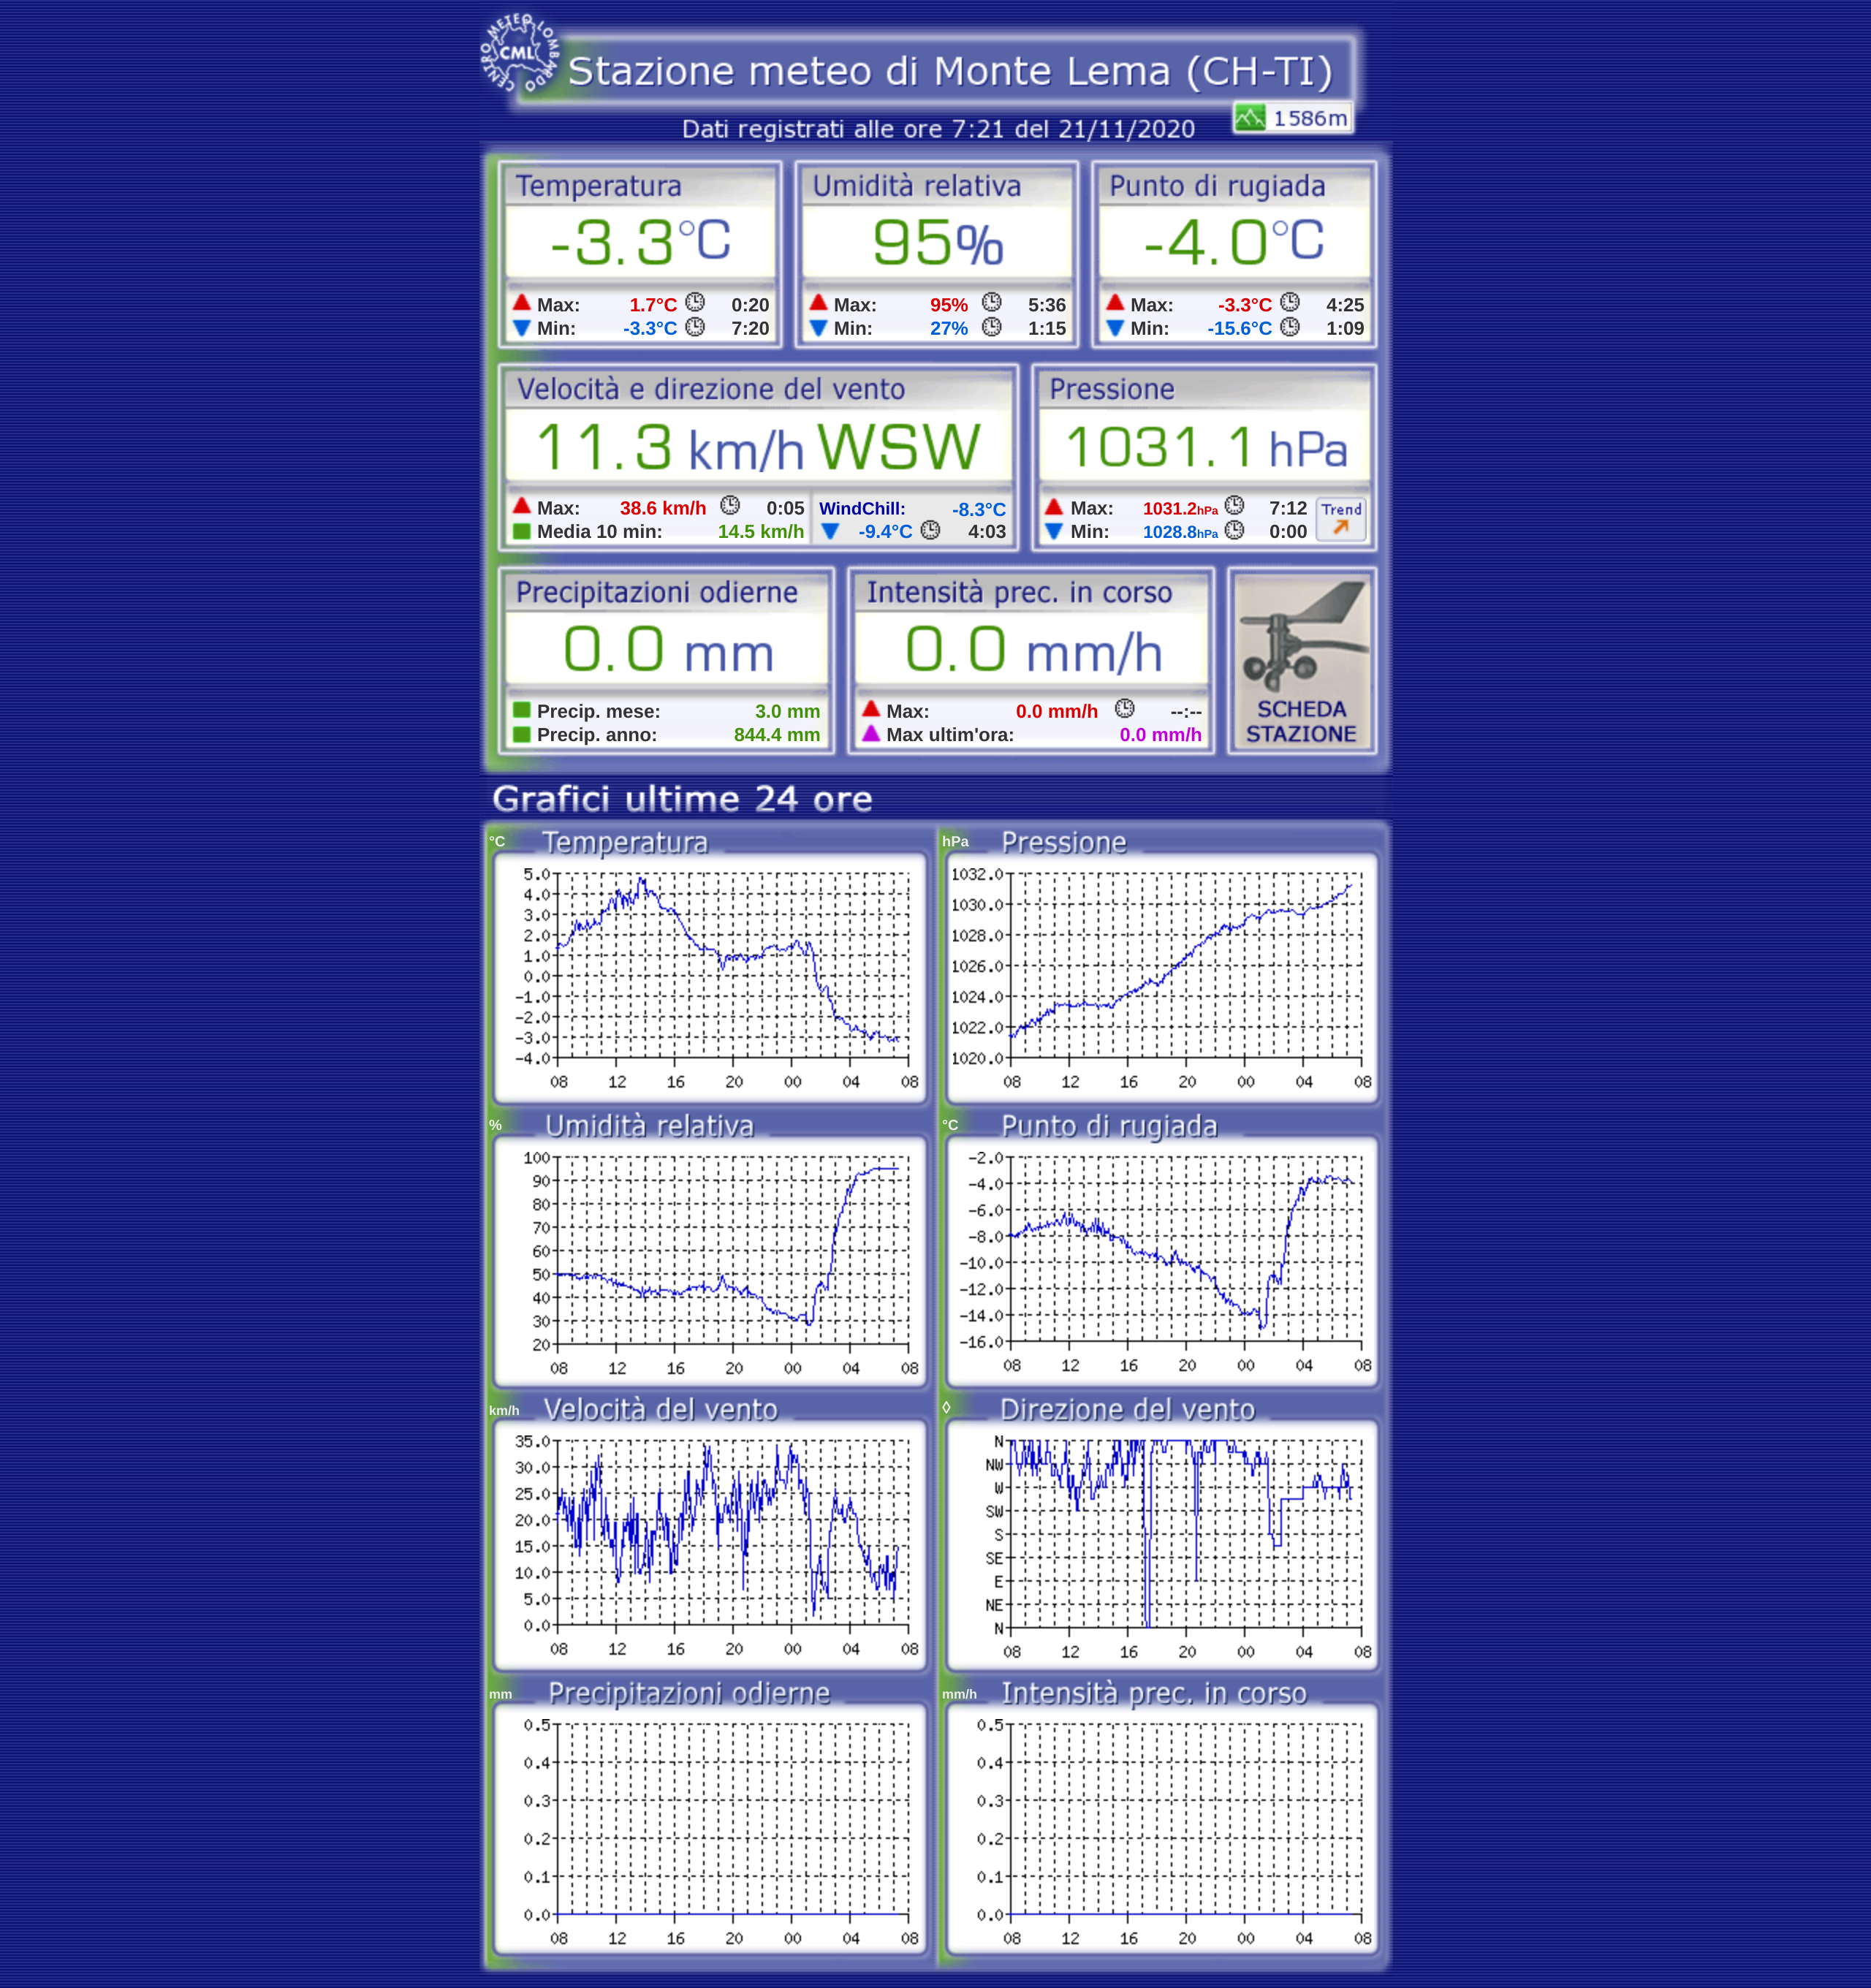 CENTRO METEO LOMBARDO
CML
Stazione meteo di Monte Lema (CH-TI)
1586m
Dati registrati alle ore 7:21 del 21/11/2020
Temperatura
-3.3°C
Max: 1.7°C 0:20
Min: -3.3°C 7:20
Umidità relativa
95%
Max: 95% 5:36
Min: 27% 1:15
Punto di rugiada
-4.0°C
Max: -3.3°C 4:25
Min: -15.6°C 1:09
Velocità e direzione del vento
11.3 km/h WSW
Max: 38.6 km/h 0:05
Media 10 min: 14.5 km/h
WindChill: -8.3°C
-9.4°C 4:03
Pressione
1031.1 hPa
Max: 1031.2hPa 7:12
Min: 1028.8hPa 0:00
Trend
Precipitazioni odierne
0.0 mm
Precip. mese: 3.0 mm
Precip. anno: 844.4 mm
Intensità prec. in corso
0.0 mm/h
Max: 0.0 mm/h --:--
Max ultim'ora: 0.0 mm/h
SCHEDA
STAZIONE
Grafici ultime 24 ore
°C Temperatura
5.0
4.0
3.0
2.0
1.0
0.0
-1.0
-2.0
-3.0
-4.0
08 12 16 20 00 04 08
hPa Pressione
1032.0
1030.0
1028.0
1026.0
1024.0
1022.0
1020.0
08 12 16 20 00 04 08
% Umidità relativa
100
90
80
70
60
50
40
30
20
08 12 16 20 00 04 08
°C Punto di rugiada
-2.0
-4.0
-6.0
-8.0
-10.0
-12.0
-14.0
-16.0
08 12 16 20 00 04 08
km/h Velocità del vento
35.0
30.0
25.0
20.0
15.0
10.0
5.0
0.0
08 12 16 20 00 04 08
◊ Direzione del vento
N
NW
W
SW
S
SE
E
NE
N
08 12 16 20 00 04 08
mm Precipitazioni odierne
0.5
0.4
0.3
0.2
0.1
0.0
08 12 16 20 00 04 08
mm/h Intensità prec. in corso
0.5
0.4
0.3
0.2
0.1
0.0
08 12 16 20 00 04 08